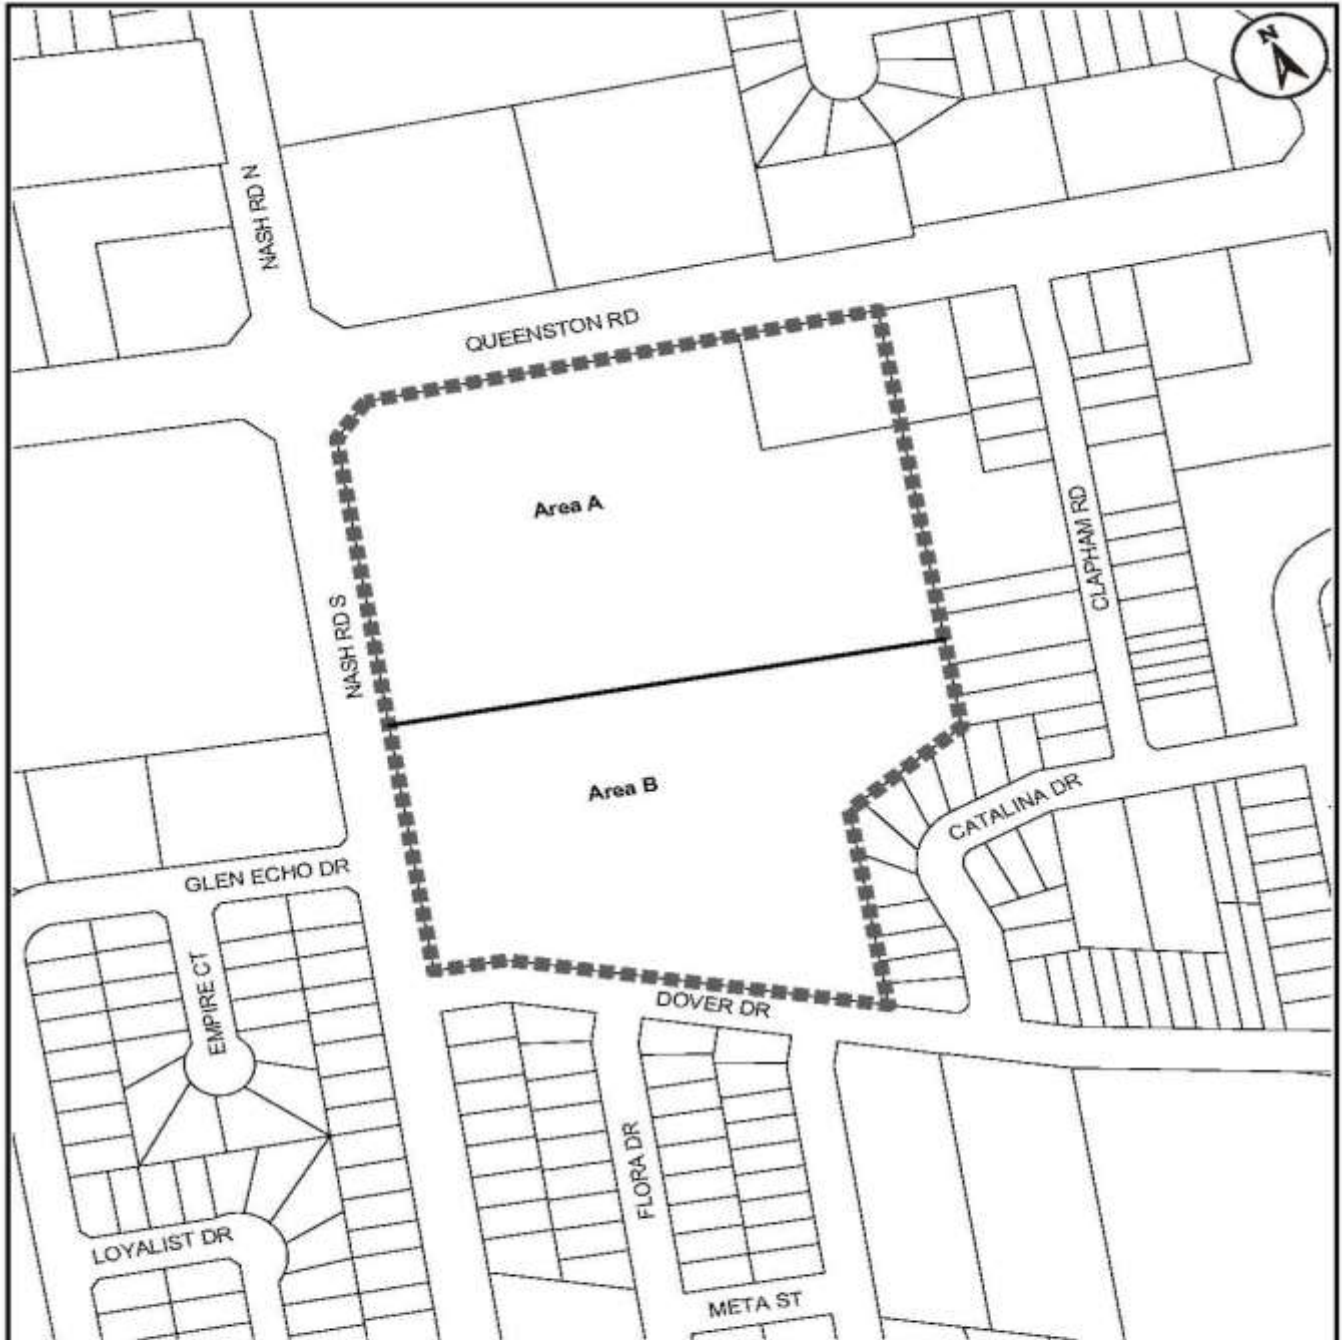 N
NASH RD N
QUEENSTON RD
Area A
CLAPHAM RD
NASH RD S
Area B
CATALINA DR
GLEN ECHO DR
EMPIRE CT
DOVER DR
FLORA DR
LOYALIST DR
META ST